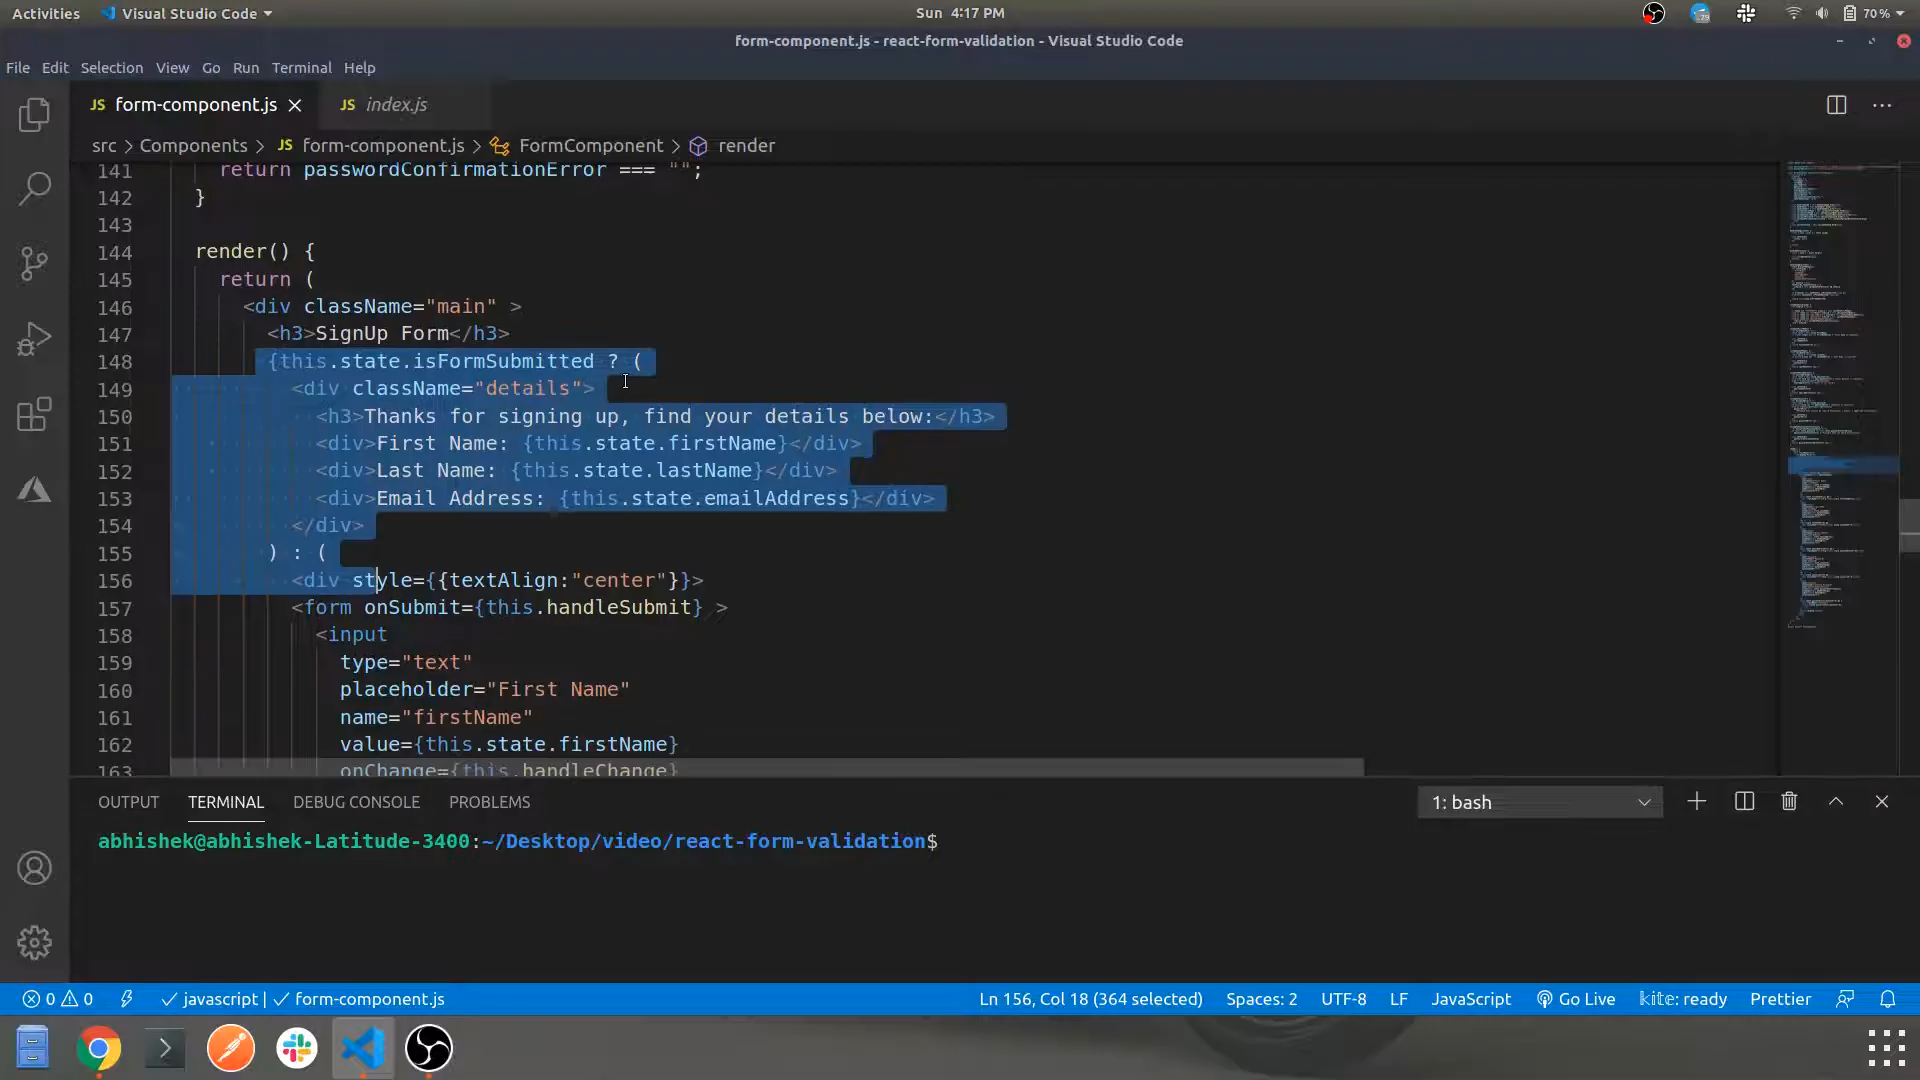 Activities Visual Studio Code Sun 4:17 PM 70 %
form-component.js - react-form-validation - Visual Studio Code
File Edit Selection View Go Run Terminal Help
JS form-component.js JS index.js
src > Components > JS form-component.js > FormComponent > render
141 return passwordConfirmationError === "";
142 }
143
144 render() {
145 return (
146 <div className="main" >
147 <h3>SignUp Form</h3>
148 {this.state.isFormSubmitted ? (
149 <div className="details">
150 <h3>Thanks for signing up, find your details below:</h3>
151 <div>First Name: {this.state.firstName}</div>
152 <div>Last Name: {this.state.lastName}</div>
153 <div>Email Address: {this.state.emailAddress}</div>
154 </div>
155 ) : (
156 <div style={{textAlign:"center"}}>
157 <form onSubmit={this.handleSubmit} >
158 <input
159 type="text"
160 placeholder="First Name"
161 name="firstName"
162 value={this.state.firstName}
163 onChange={this.handleChange}
OUTPUT TERMINAL DEBUG CONSOLE PROBLEMS 1: bash
abhishek@abhishek-Latitude-3400:~/Desktop/video/react-form-validation$
0 0 javascript | form-component.js Ln 156, Col 18 (364 selected) Spaces: 2 UTF-8 LF JavaScript Go Live kite: ready Prettier